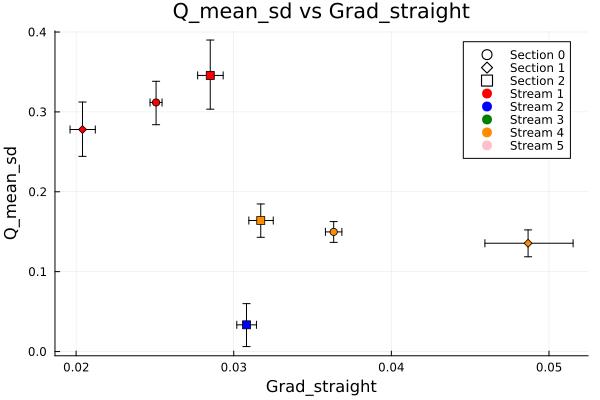 Q_mean_sd vs Grad_straight
0.4
0.3
0.2
0.1
0.0
Q_mean_sd
Section 0
Section 1
Section 2
Stream 1
Stream 2
Stream 3
Stream 4
Stream 5
0.02 0.03 0.04 0.05
Grad_straight